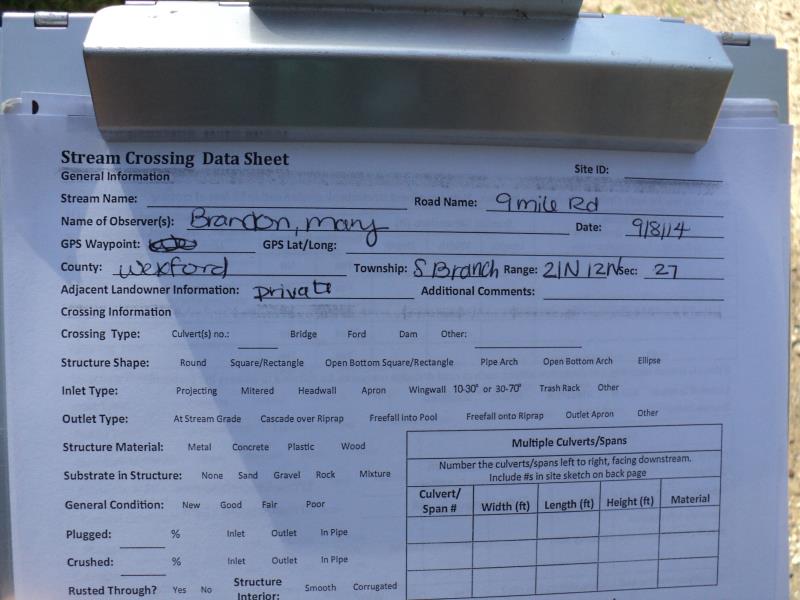 Stream Crossing Data Sheet
General Information Site ID:
Stream Name: Road Name: 9 mile Rd
Name of Observer(s): Brandon, mary Date: 9/8/14
GPS Waypoint: GPS Lat/Long:
County: Wexford Township: S Branch Range: 21N 12W Sec: 27
Adjacent Landowner Information: private Additional Comments:
Crossing Information
Crossing Type: Culvert(s) no.: Bridge Ford Dam Other:
Structure Shape: Round Square/Rectangle Open Bottom Square/Rectangle Pipe Arch Open Bottom Arch Ellipse
Inlet Type: Projecting Mitered Headwall Apron Wingwall 10-30° or 30-70° Trash Rack Other
Outlet Type: At Stream Grade Cascade over Riprap Freefall into Pool Freefall onto Riprap Outlet Apron Other
Structure Material: Metal Concrete Plastic Wood
Substrate in Structure: None Sand Gravel Rock Mixture
General Condition: New Good Fair Poor
Plugged: % Inlet Outlet In Pipe
Crushed: % Inlet Outlet In Pipe
Rusted Through? Yes No Structure Interior: Smooth Corrugated
Multiple Culverts/Spans
Number the culverts/spans left to right, facing downstream.
Include #s in site sketch on back page
Culvert/ Span # Width (ft) Length (ft) Height (ft) Material